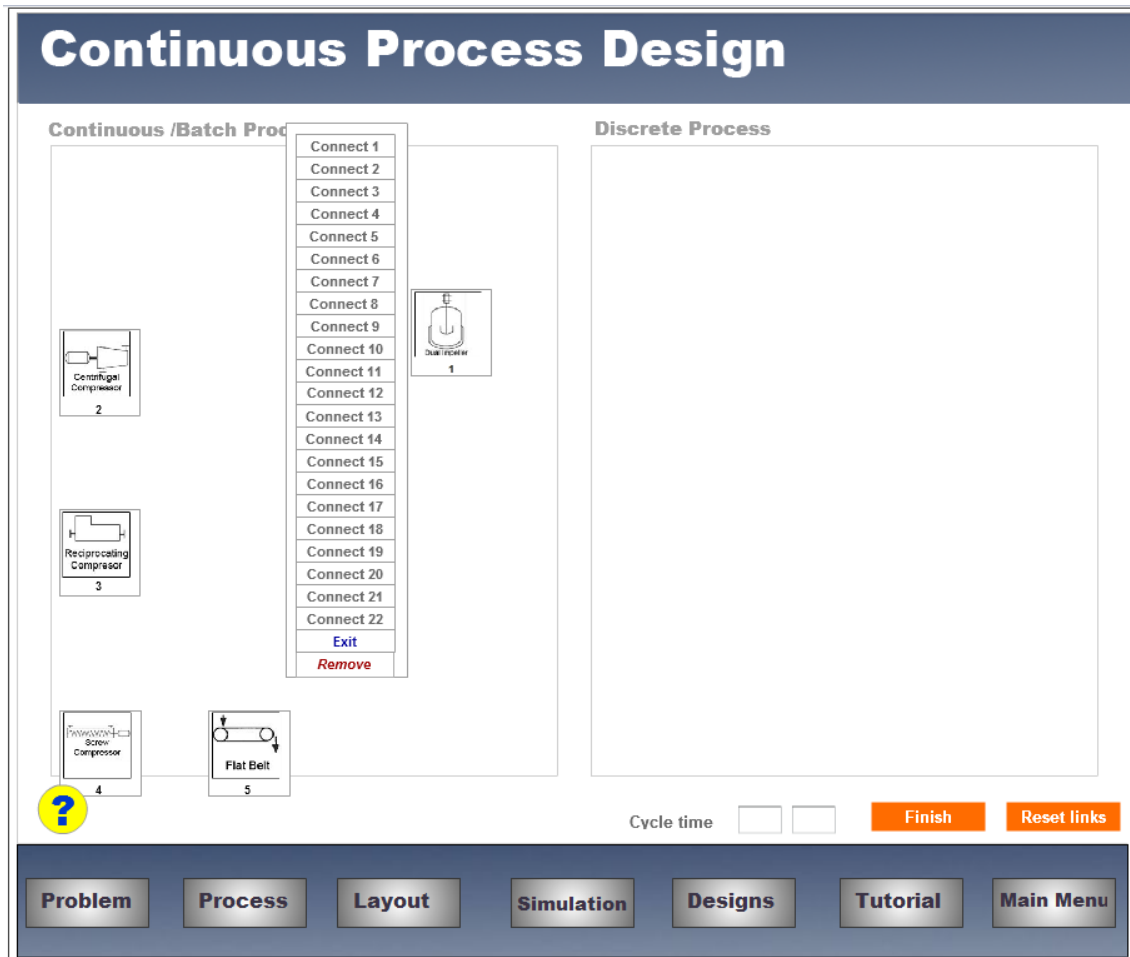 Continuous Process Design
Continuous /Batch Proc
Discrete Process
Connect 1
Connect 2
Connect 3
Connect 4
Connect 5
Connect 6
Connect 7
Connect 8
Connect 9
Connect 10
Connect 11
Connect 12
Connect 13
Connect 14
Connect 15
Connect 16
Connect 17
Connect 18
Connect 19
Connect 20
Connect 21
Connect 22
Exit
Remove
Dual Impeller
1
Centrifugal
Compressor
2
Reciprocating
Compresor
3
Screw
Compressor
4
Flat Belt
5
?
Cycle time
Finish
Reset links
Problem
Process
Layout
Simulation
Designs
Tutorial
Main Menu